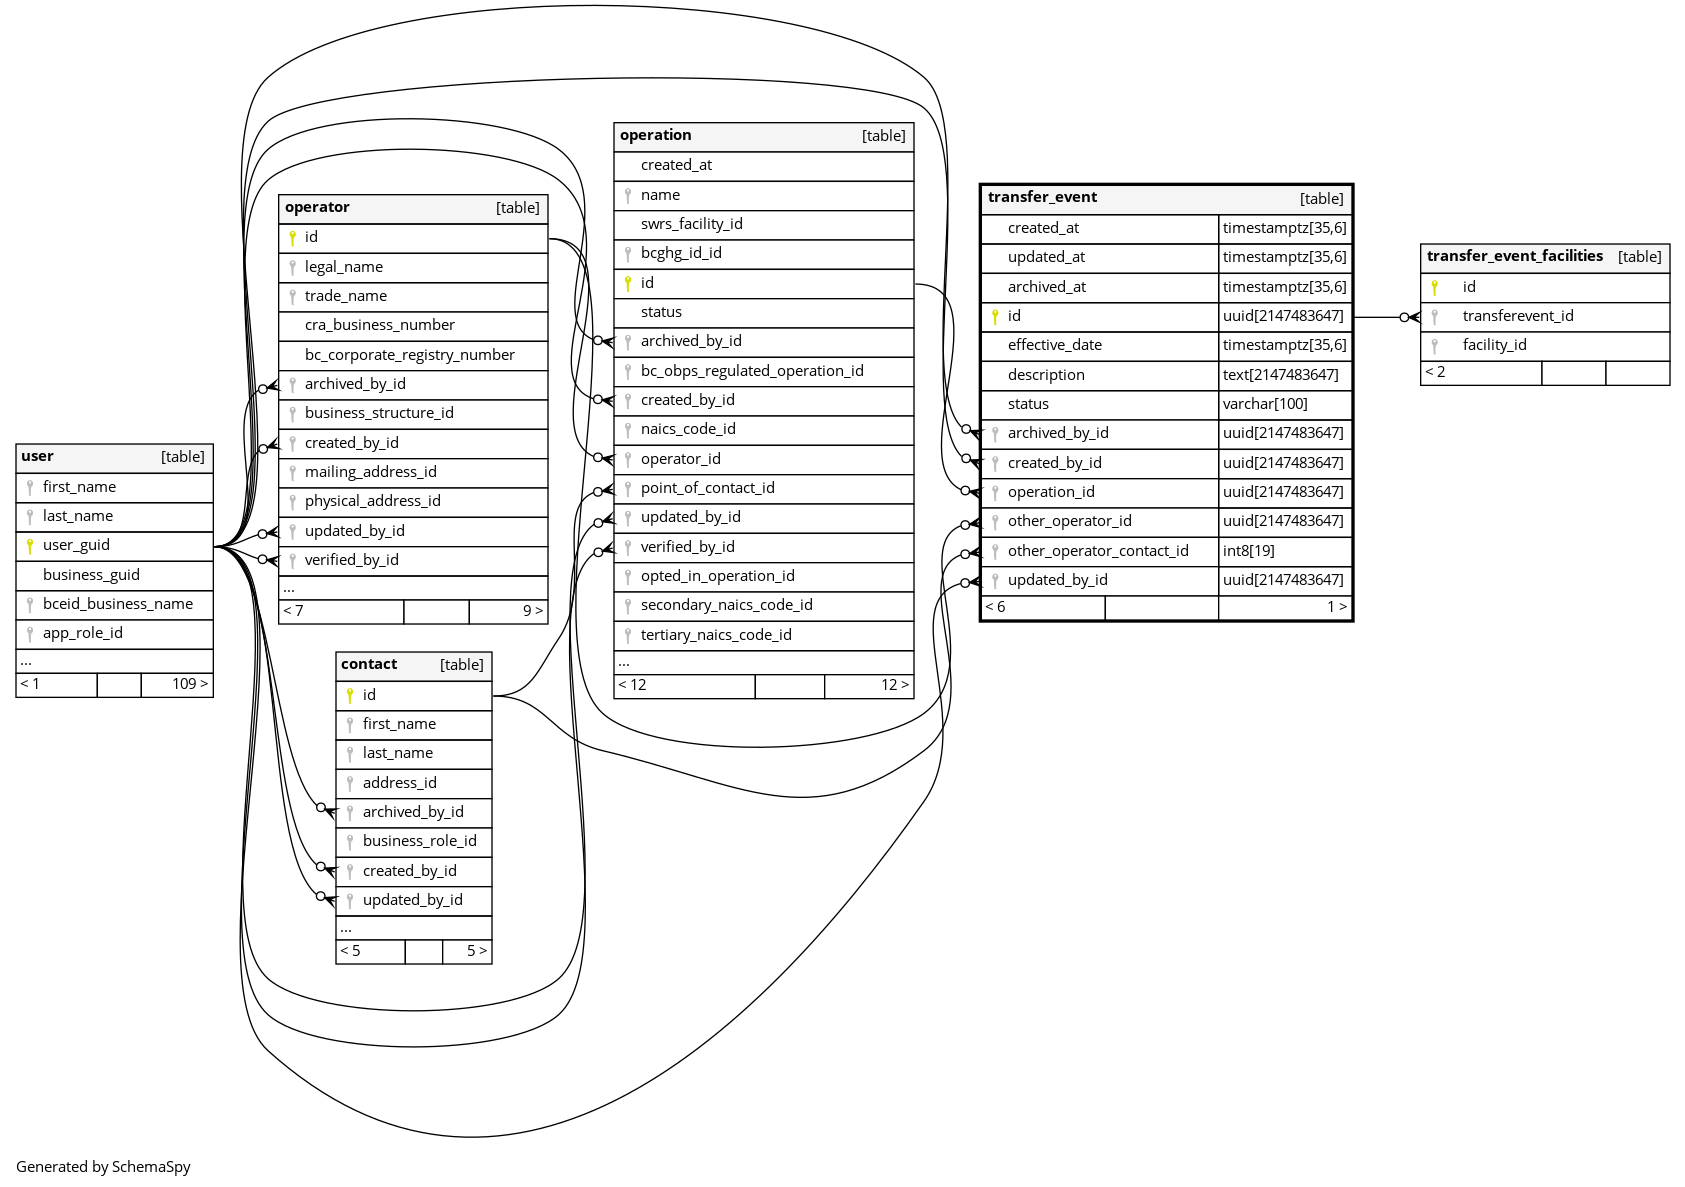 user [table]
first_name
last_name
user_guid
business_guid
bceid_business_name
app_role_id
...
< 1 109 >
operator [table]
id
legal_name
trade_name
cra_business_number
bc_corporate_registry_number
archived_by_id
business_structure_id
created_by_id
mailing_address_id
physical_address_id
updated_by_id
verified_by_id
...
< 7 9 >
contact [table]
id
first_name
last_name
address_id
archived_by_id
business_role_id
created_by_id
updated_by_id
...
< 5 5 >
operation [table]
created_at
name
swrs_facility_id
bcghg_id_id
id
status
archived_by_id
bc_obps_regulated_operation_id
created_by_id
naics_code_id
operator_id
point_of_contact_id
updated_by_id
verified_by_id
opted_in_operation_id
secondary_naics_code_id
tertiary_naics_code_id
...
< 12 12 >
transfer_event [table]
created_at timestamptz[35,6]
updated_at timestamptz[35,6]
archived_at timestamptz[35,6]
id uuid[2147483647]
effective_date timestamptz[35,6]
description text[2147483647]
status varchar[100]
archived_by_id uuid[2147483647]
created_by_id uuid[2147483647]
operation_id uuid[2147483647]
other_operator_id uuid[2147483647]
other_operator_contact_id int8[19]
updated_by_id uuid[2147483647]
< 6 1 >
transfer_event_facilities [table]
id
transferevent_id
facility_id
< 2
Generated by SchemaSpy